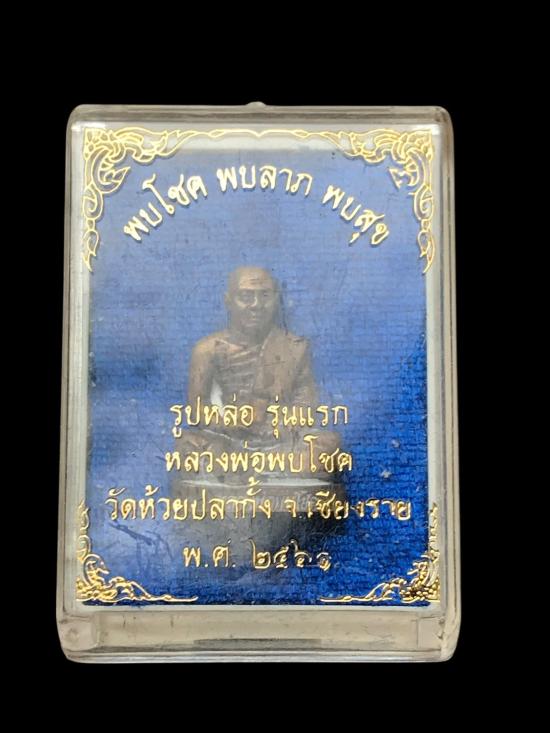 พบโชค พบลาภ พบสุข
รูปหล่อ รุ่นแรก
หลวงพ่อพบโชค
วัดห้วยปลากั้ง จ.เชียงราย
พ.ศ. ๒๕๖๑